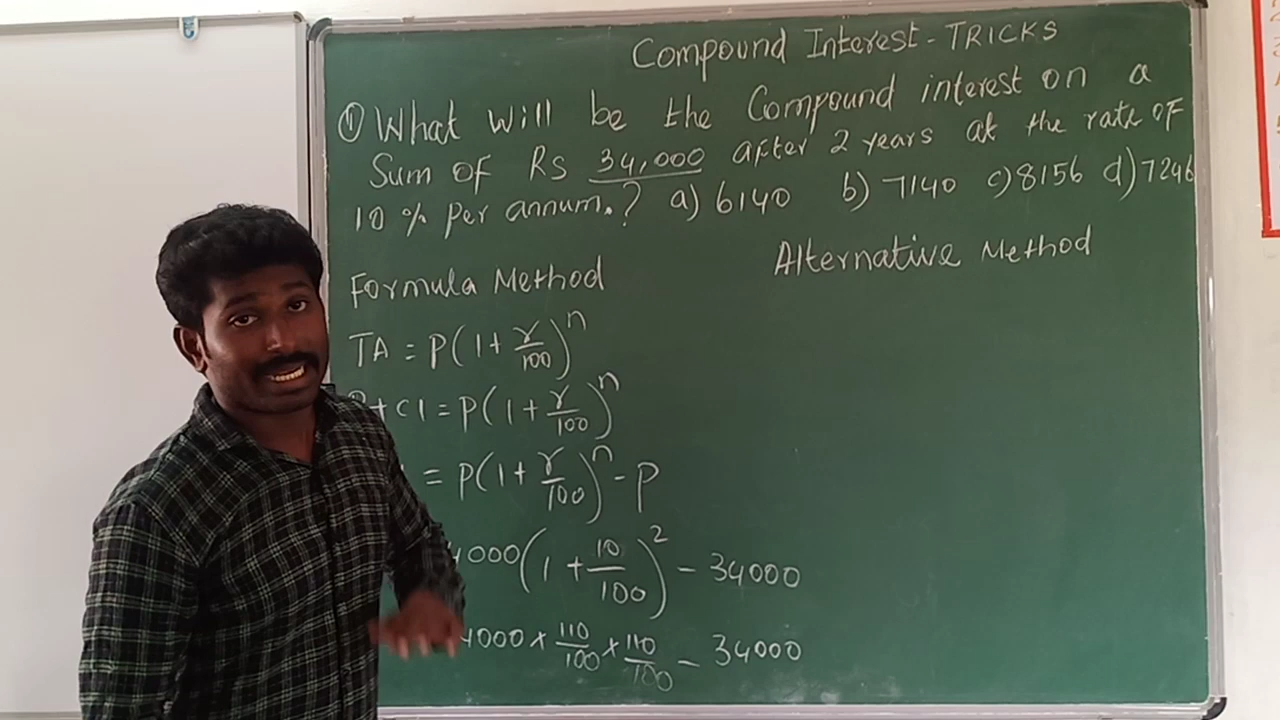 Compound Interest - TRICKS
① What will be the Compound interest on a
Sum of Rs 34,000 after 2 years at the rate of
10 % per annum.? a) 6140 b) 7140 c) 8156 d) 7246
Formula Method
Alternative Method
TA = P(1 + r/100)^n
+ CI = P(1 + r/100)^n
= P(1 + r/100)^n - P
4000(1 + 10/100)^2 - 34000
4000 × 110/100 × 110/100 - 34000